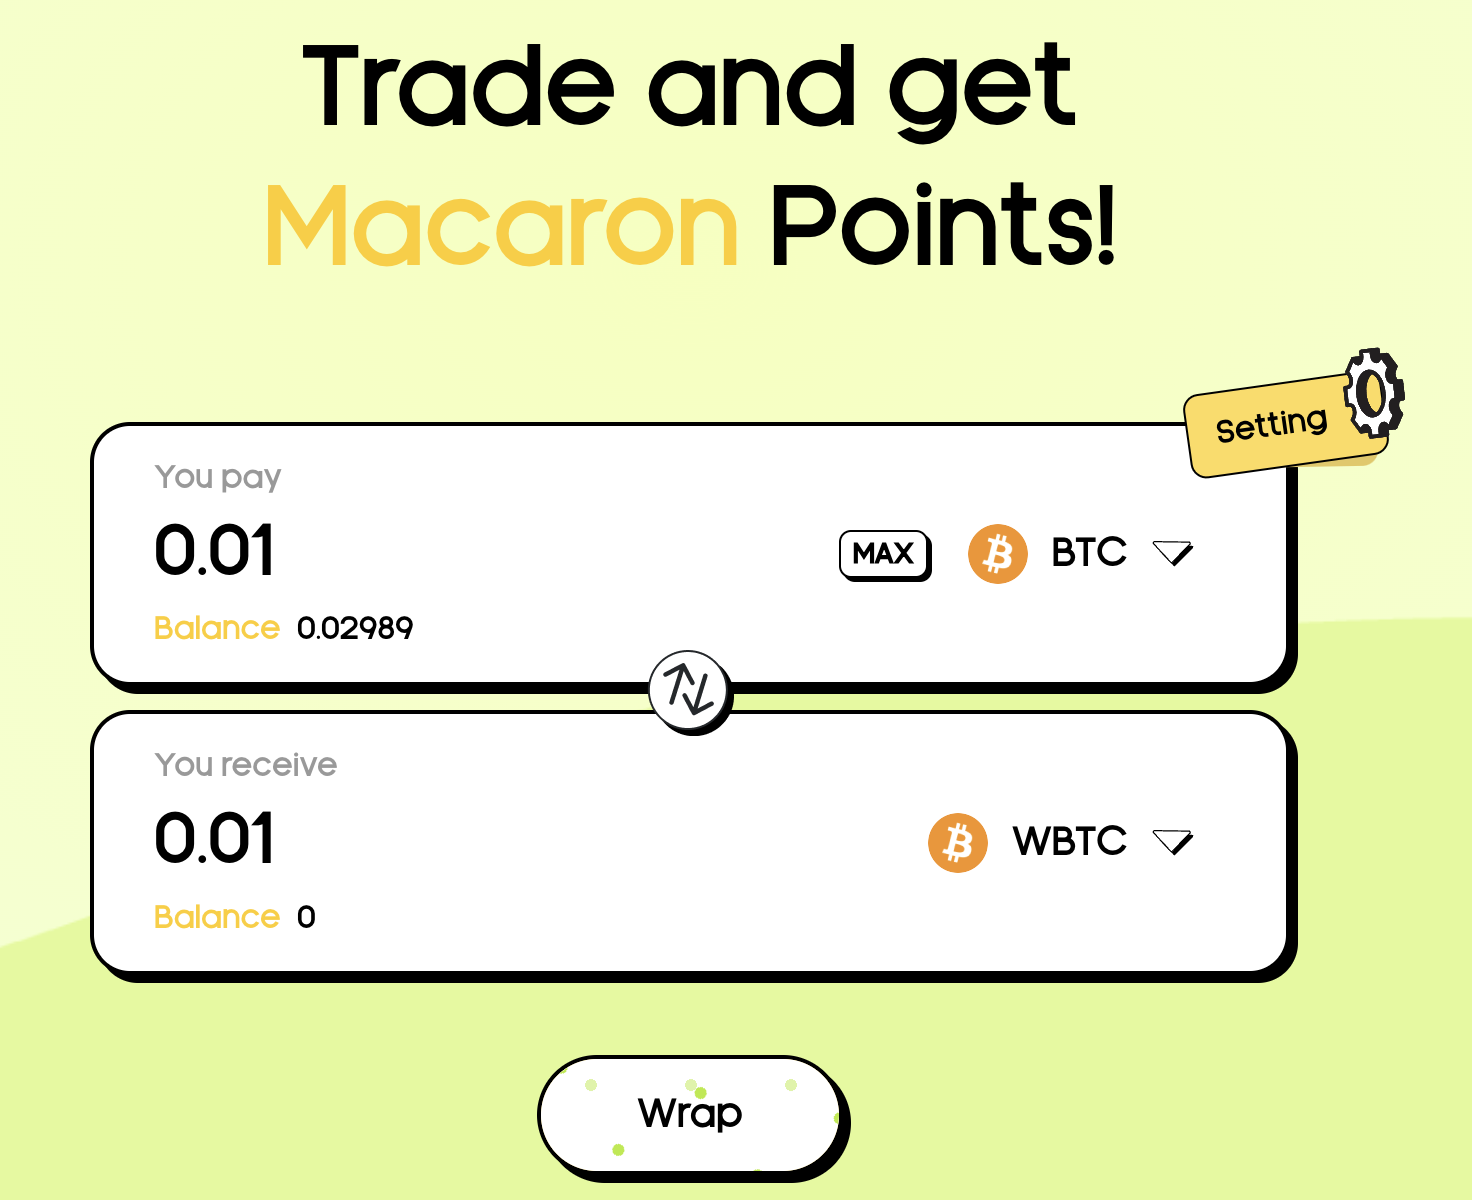 Trade and get
Macaron Points!
Setting
You pay
0.01
MAX
BTC
Balance 0.02989
You receive
0.01
WBTC
Balance 0
Wrap